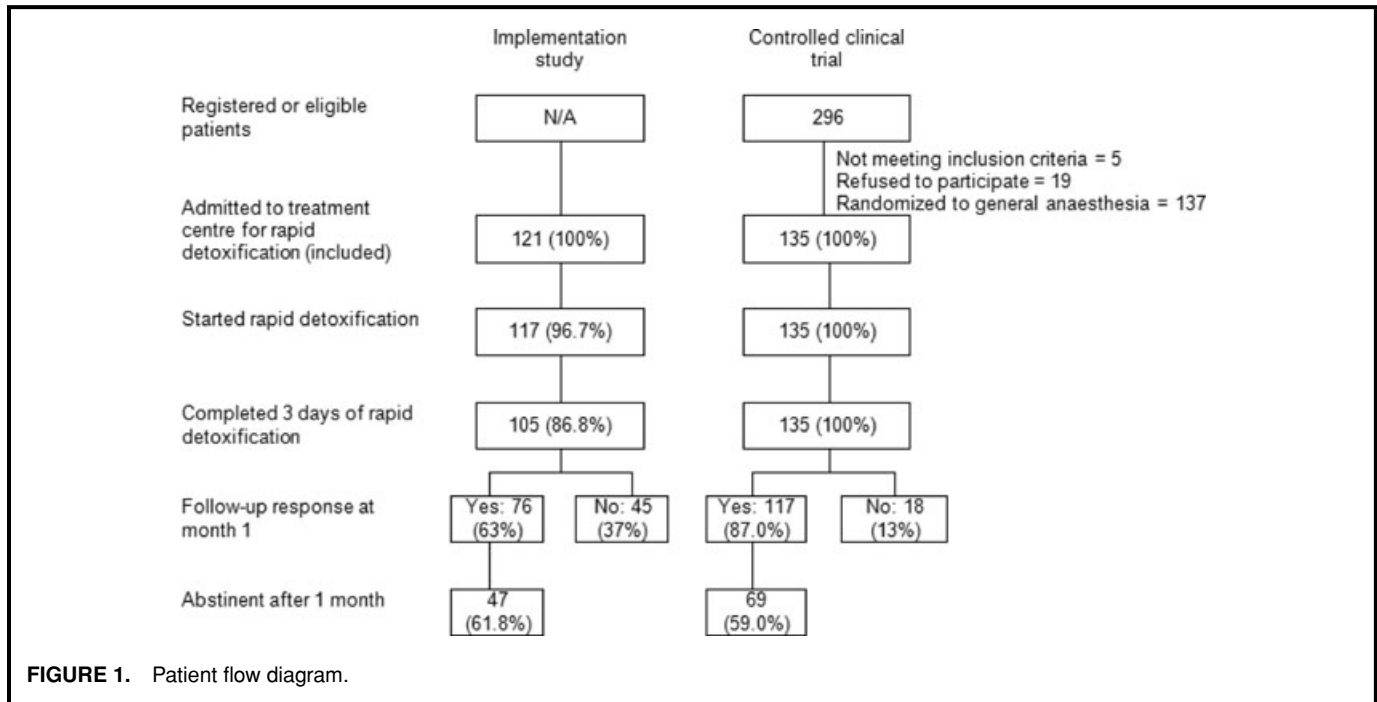 Implementation
study
Controlled clinical
trial
Registered or eligible
patients
N/A
296
Not meeting inclusion criteria = 5
Refused to participate = 19
Randomized to general anaesthesia = 137
Admitted to treatment
centre for rapid
detoxification (included)
121 (100%)
135 (100%)
Started rapid detoxification
117 (96.7%)
135 (100%)
Completed 3 days of rapid
detoxification
105 (86.8%)
135 (100%)
Follow-up response at
month 1
Yes: 76
(63%)
No: 45
(37%)
Yes: 117
(87.0%)
No: 18
(13%)
Abstinent after 1 month
47
(61.8%)
69
(59.0%)
FIGURE 1. Patient flow diagram.